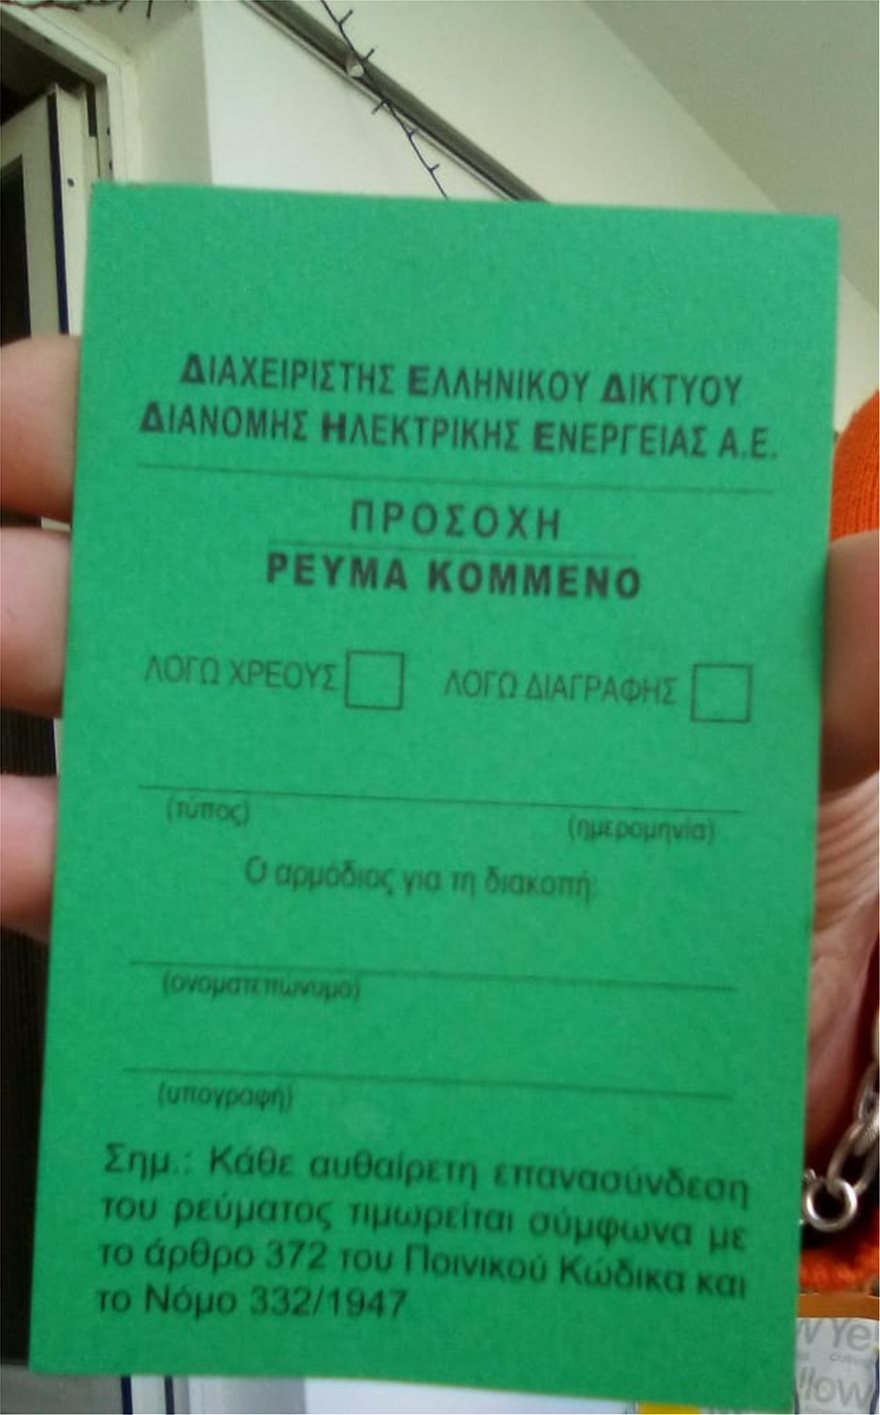 ΔΙΑΧΕΙΡΙΣΤΗΣ ΕΛΛΗΝΙΚΟΥ ΔΙΚΤΥΟΥ
ΔΙΑΝΟΜΗΣ ΗΛΕΚΤΡΙΚΗΣ ΕΝΕΡΓΕΙΑΣ Α.Ε.
ΠΡΟΣΟΧΗ
ΡΕΥΜΑ ΚΟΜΜΕΝΟ
ΛΟΓΩ ΧΡΕΟΥΣ ΛΟΓΩ ΔΙΑΓΡΑΦΗΣ
(τύπος) (ημερομηνία)
Ο αρμόδιος για τη διακοπή:
(ονοματεπώνυμο)
(υπογραφή)
Σημ.: Κάθε αυθαίρετη επανασύνδεση
του ρεύματος τιμωρείται σύμφωνα με
το άρθρο 372 του Ποινικού Κώδικα και
το Νόμο 332/1947